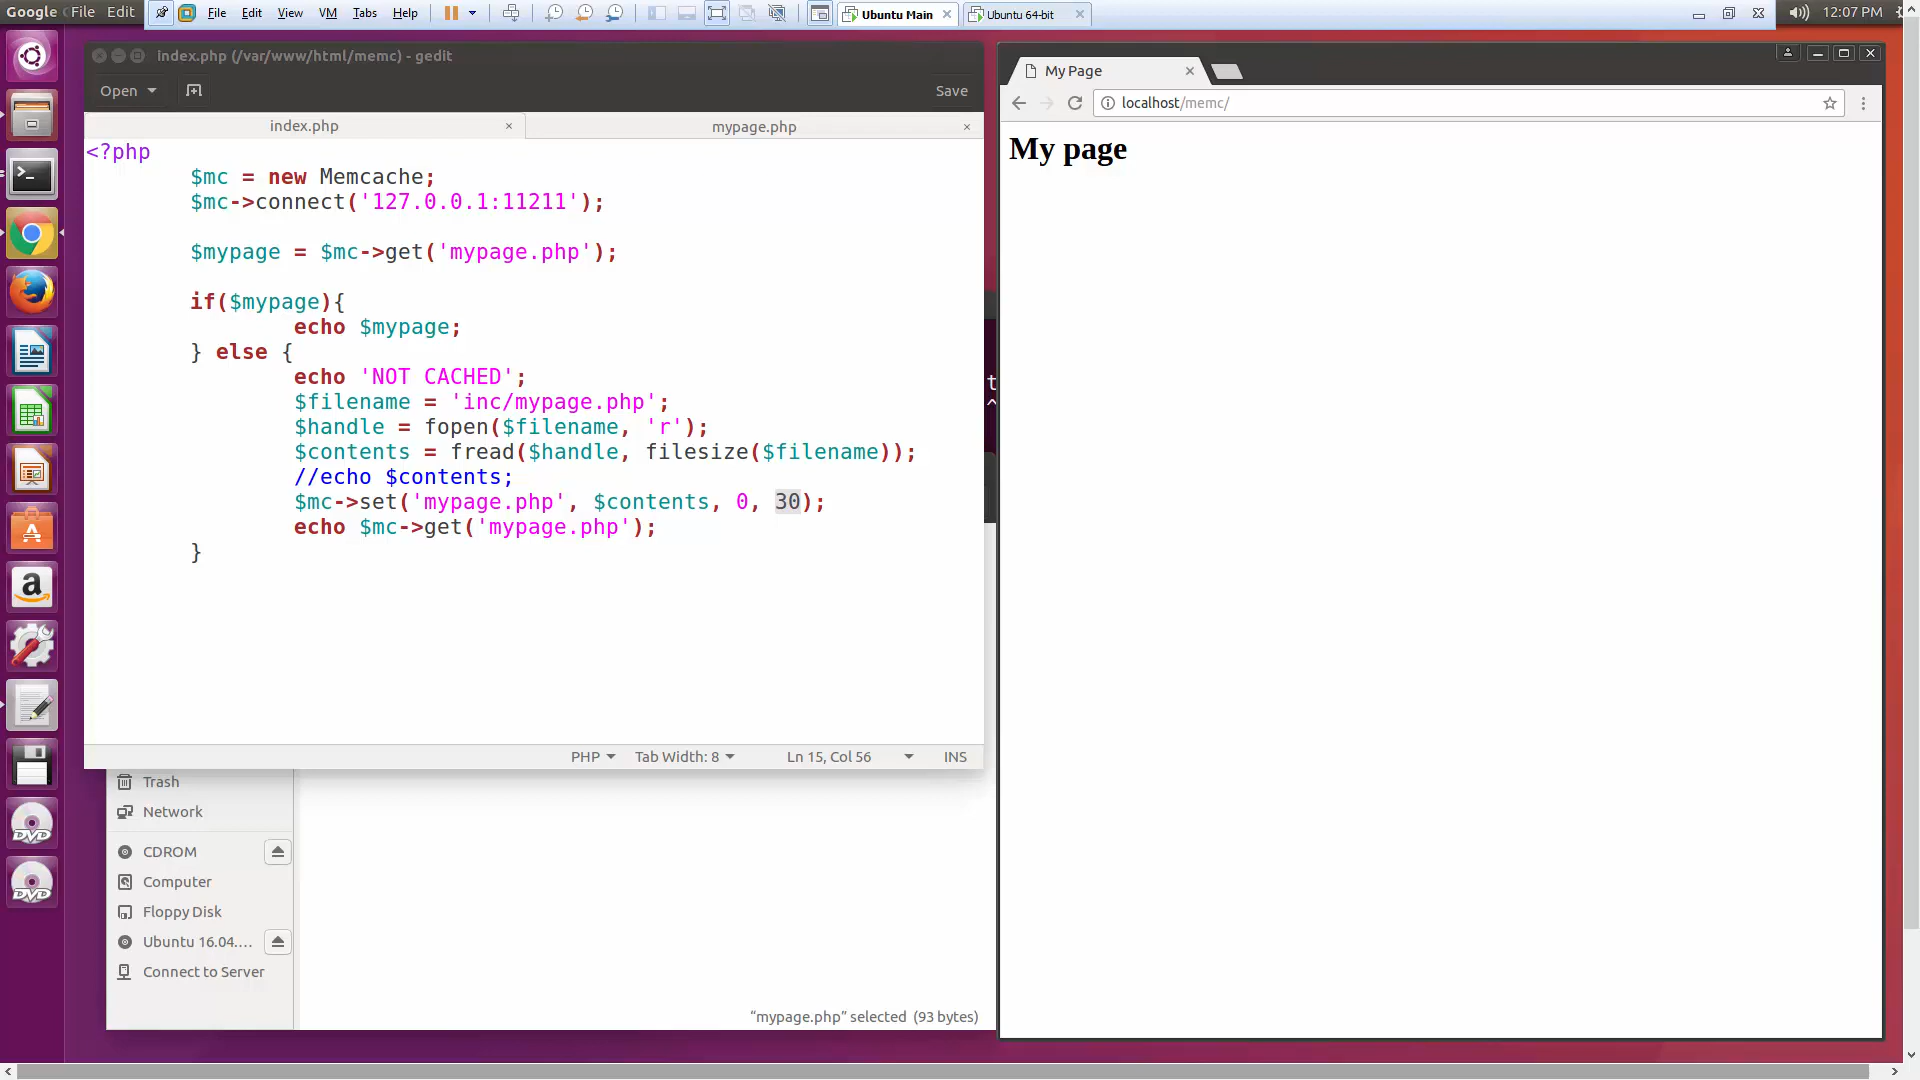 Google File Edit
File Edit View VM Tabs Help
Ubuntu Main
Ubuntu 64-bit
12:07 PM
index.php (/var/www/html/memc) - gedit
Open
Save
index.php
mypage.php
<?php
$mc = new Memcache;
$mc->connect('127.0.0.1:11211');
$mypage = $mc->get('mypage.php');
if($mypage){
echo $mypage;
} else {
echo 'NOT CACHED';
$filename = 'inc/mypage.php';
$handle = fopen($filename, 'r');
$contents = fread($handle, filesize($filename));
//echo $contents;
$mc->set('mypage.php', $contents, 0, 30);
echo $mc->get('mypage.php');
}
PHP
Tab Width: 8
Ln 15, Col 56
INS
Trash
Network
CDROM
Computer
Floppy Disk
Ubuntu 16.04....
Connect to Server
“mypage.php” selected (93 bytes)
My Page
localhost/memc/
My page
t
^
a
DVD
DVD